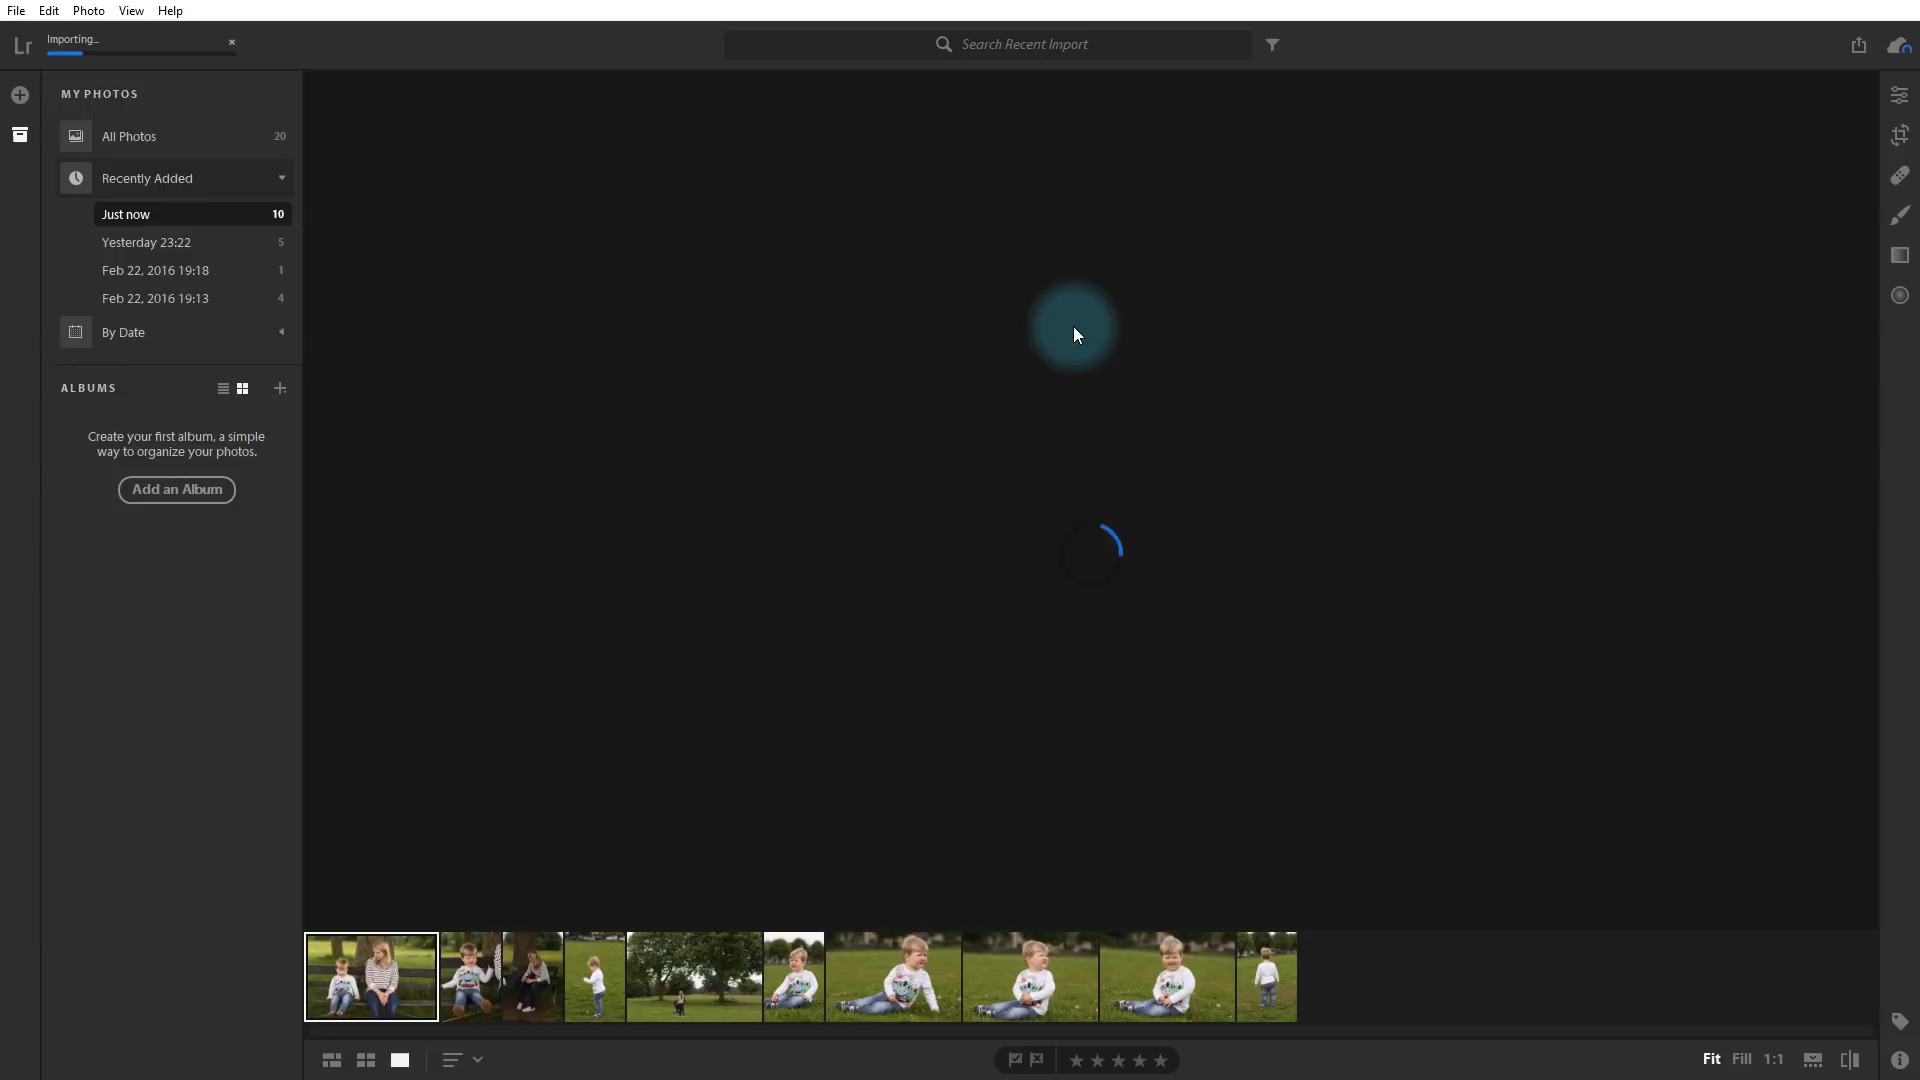 File Edit Photo View Help
Lr
Importing...
Search Recent Import
MY PHOTOS
All Photos 20
Recently Added
Just now 10
Yesterday 23:22 5
Feb 22, 2016 19:18 1
Feb 22, 2016 19:13 4
By Date
ALBUMS
Create your first album, a simple
way to organize your photos.
Add an Album
Fit Fill 1:1